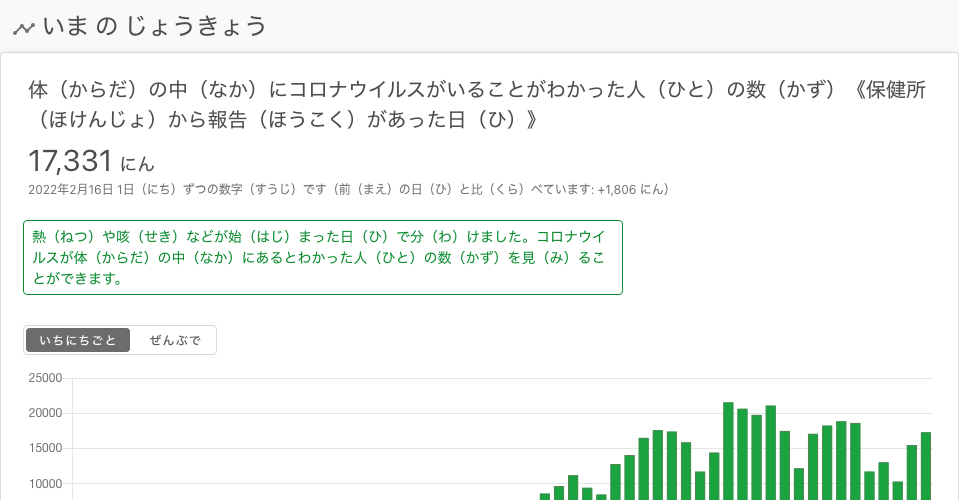 いま の じょうきょう
体（からだ）の中（なか）にコロナウイルスがいることがわかった人（ひと）の数（かず）《保健所
（ほけんじょ）から報告（ほうこく）があった日（ひ）》
17,331 にん
2022年2月16日 1日（にち）ずつの数字（すうじ）です（前（まえ）の日（ひ）と比（くら）べています: +1,806 にん）
熱（ねつ）や咳（せき）などが始（はじ）まった日（ひ）で分（わ）けました。コロナウイ
ルスが体（からだ）の中（なか）にあるとわかった人（ひと）の数（かず）を見（み）るこ
とができます。
いちにちごと ぜんぶで
25000
20000
15000
10000